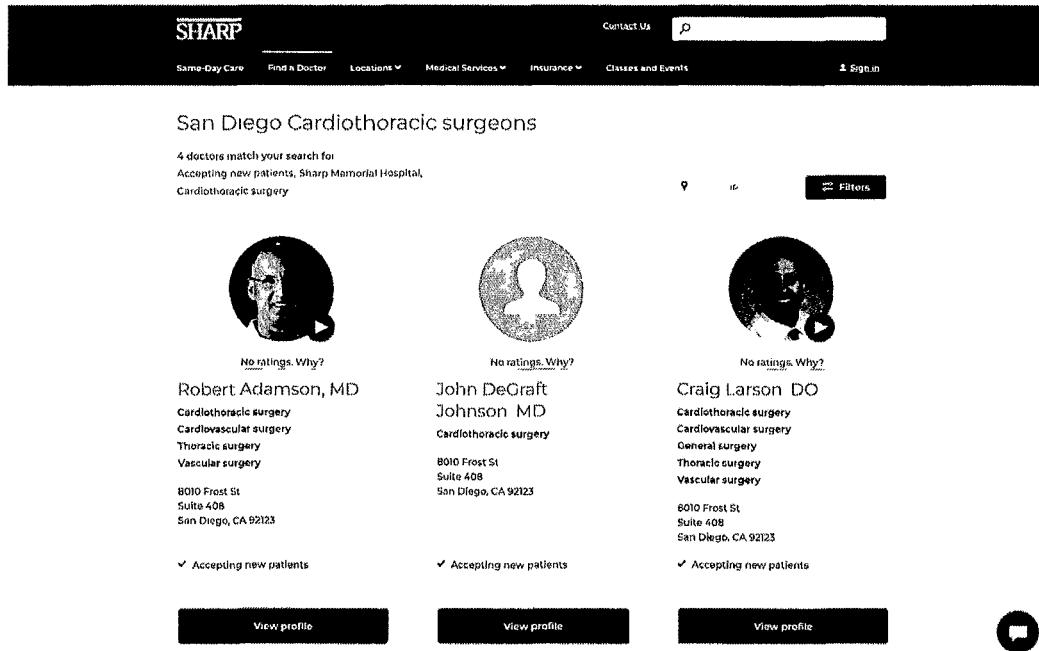 SHARP
Contact Us
Same-Day Care Find a Doctor Locations Medical Services Insurance Classes and Events Sign in
San Diego Cardiothoracic surgeons
4 doctors match your search for
Accepting new patients, Sharp Memorial Hospital,
Cardiothoracic surgery
Filters
No ratings. Why?
Robert Adamson, MD
Cardiothoracic surgery
Cardiovascular surgery
Thoracic surgery
Vascular surgery
8010 Frost St
Suite 408
San Diego, CA 92123
✓ Accepting new patients
View profile
No ratings. Why?
John DeGraft
Johnson MD
Cardiothoracic surgery
8010 Frost St
Suite 408
San Diego, CA 92123
✓ Accepting new patients
View profile
No ratings. Why?
Craig Larson DO
Cardiothoracic surgery
Cardiovascular surgery
General surgery
Thoracic surgery
Vascular surgery
8010 Frost St
Suite 408
San Diego, CA 92123
✓ Accepting new patients
View profile